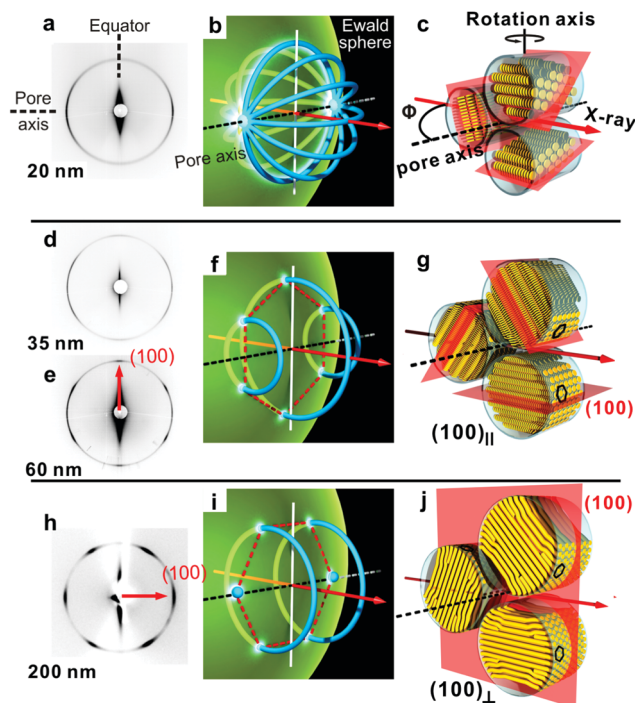 a
Equator
Pore
axis
20 nm
b
Ewald
sphere
Pore axis
c
Rotation axis
X-ray
Φ
pore axis
d
35 nm
e
(100)
60 nm
f
g
(100)
(100)||
h
(100)
200 nm
i
j
(100)
(100)⊥